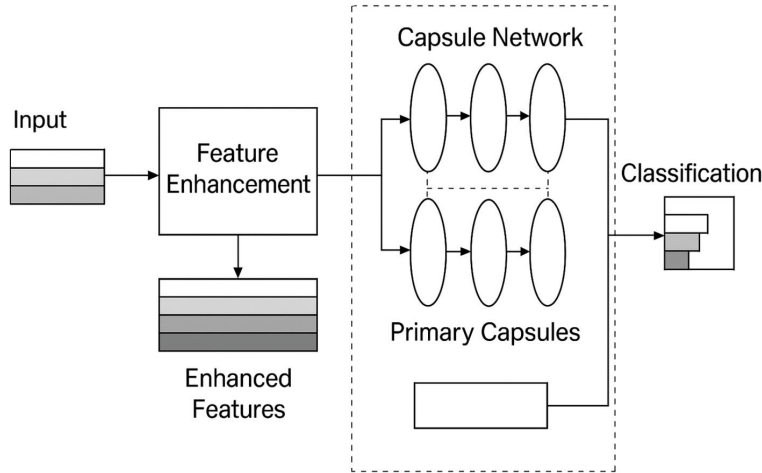 Capsule Network
Input
Feature
Enhancement
Classification
Primary Capsules
Enhanced
Features